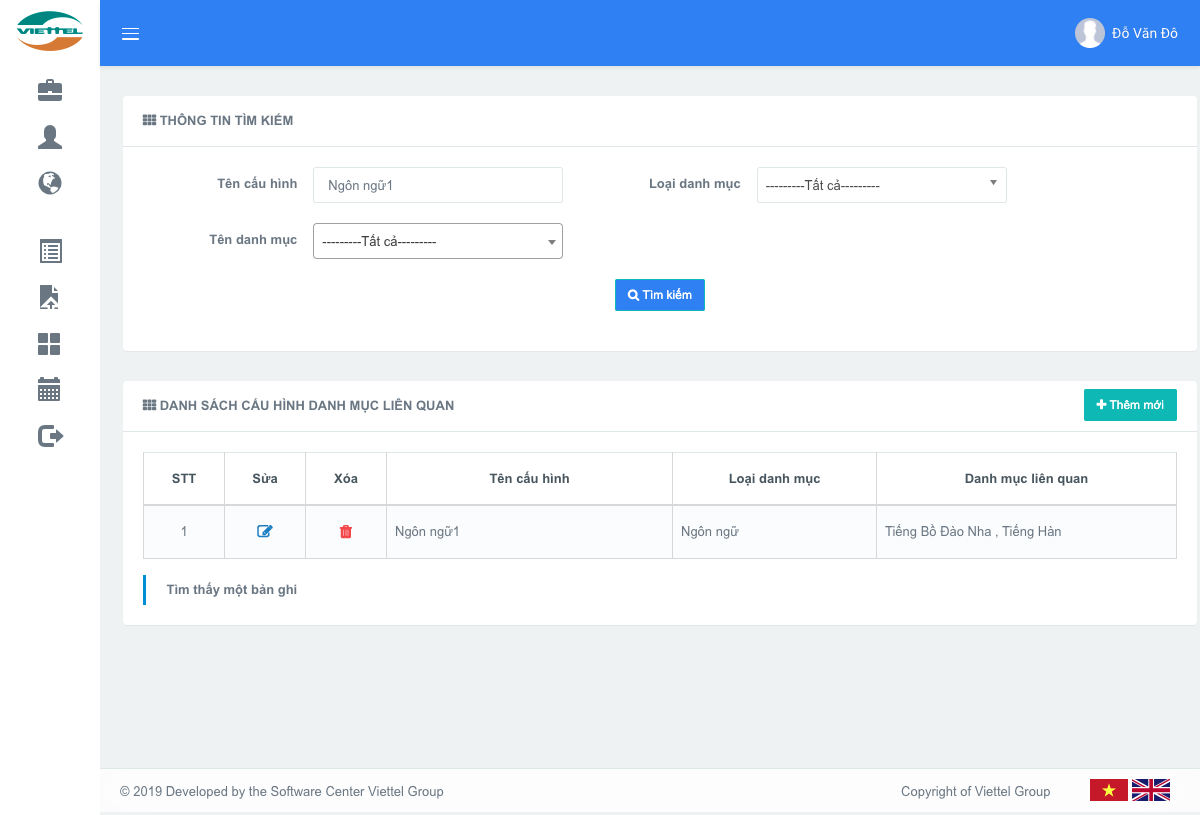 VIETTEL
Đỗ Văn Đô
THÔNG TIN TÌM KIẾM
Tên cấu hình
Ngôn ngữ1
Loại danh mục
---------Tất cả---------
Tên danh mục
---------Tất cả---------
Tìm kiếm
DANH SÁCH CẤU HÌNH DANH MỤC LIÊN QUAN
Thêm mới
STT Sửa Xóa Tên cấu hình Loại danh mục Danh mục liên quan
1 Ngôn ngữ1 Ngôn ngữ Tiếng Bồ Đào Nha , Tiếng Hàn
Tìm thấy một bản ghi
© 2019 Developed by the Software Center Viettel Group
Copyright of Viettel Group